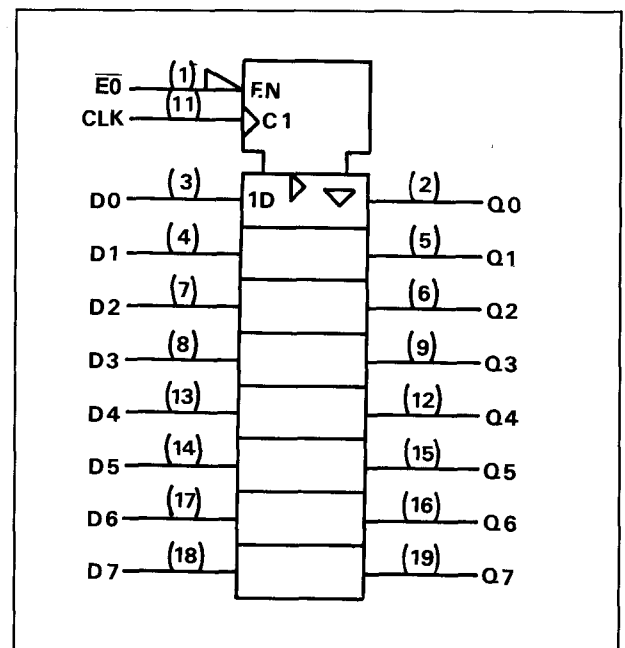 E̅0̅ (1) EN
CLK (11) C1
D0 (3) 1D (2) Q0
D1 (4) (5) Q1
D2 (7) (6) Q2
D3 (8) (9) Q3
D4 (13) (12) Q4
D5 (14) (15) Q5
D6 (17) (16) Q6
D7 (18) (19) Q7